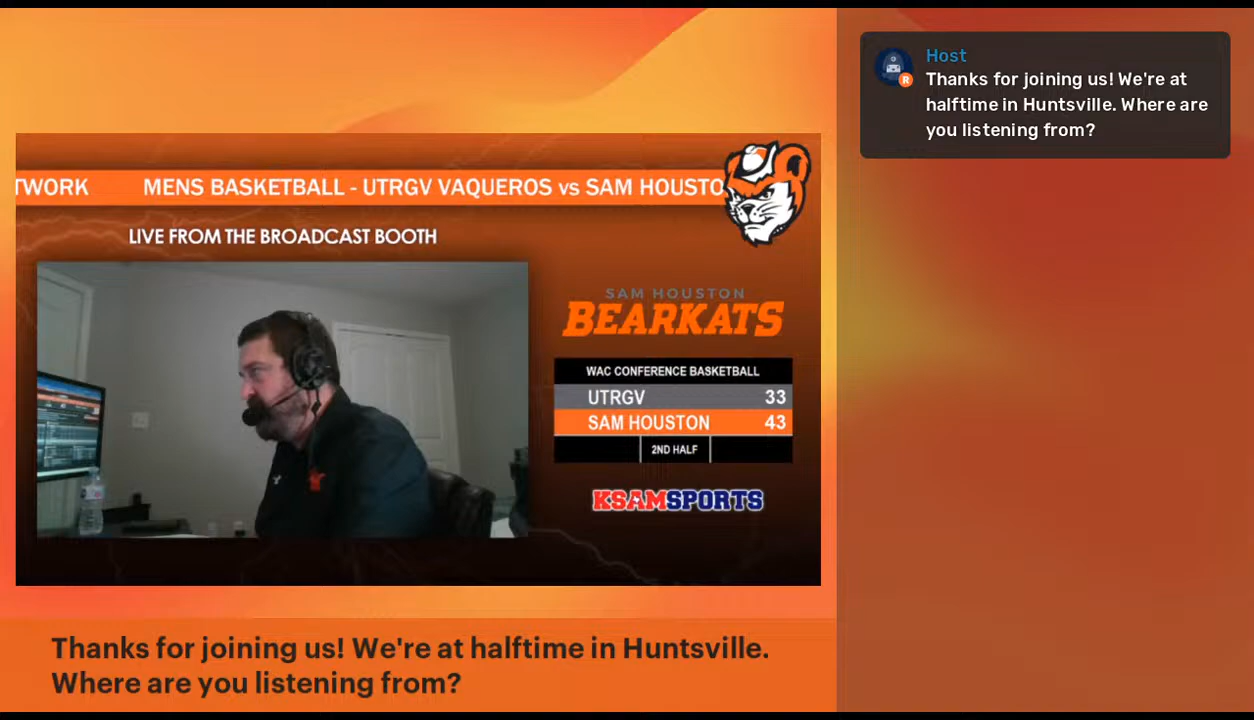 TWORK MENS BASKETBALL - UTRGV VAQUEROS vs SAM HOUSTO
LIVE FROM THE BROADCAST BOOTH
SAM HOUSTON
BEARKATS
WAC CONFERENCE BASKETBALL
UTRGV 33
SAM HOUSTON 43
2ND HALF
KSAMSPORTS
Thanks for joining us! We're at halftime in Huntsville.
Where are you listening from?
Host
R
Thanks for joining us! We're at
halftime in Huntsville. Where are
you listening from?